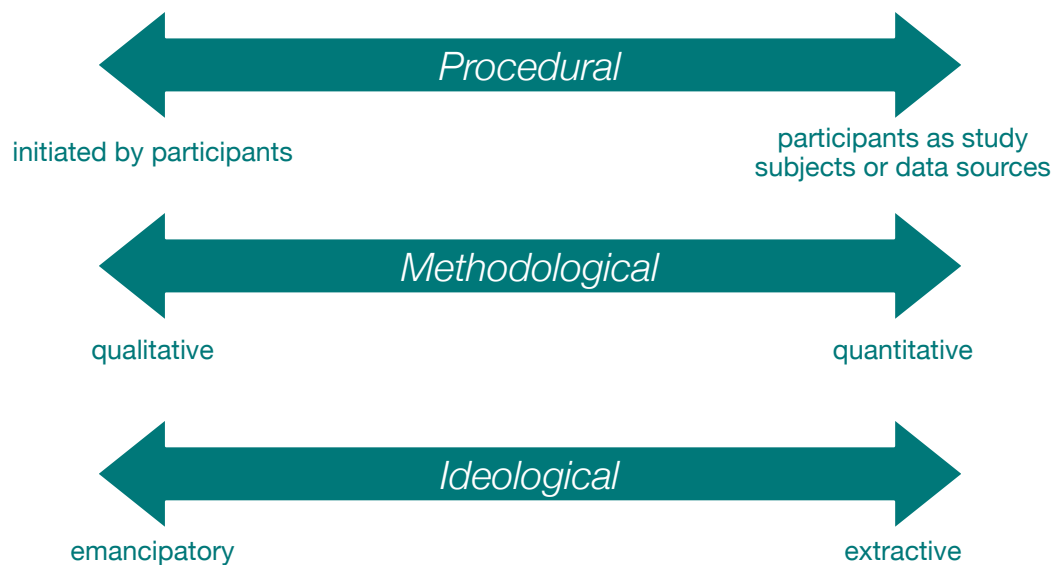 Procedural
initiated by participants
participants as study
subjects or data sources
Methodological
qualitative
quantitative
Ideological
emancipatory
extractive